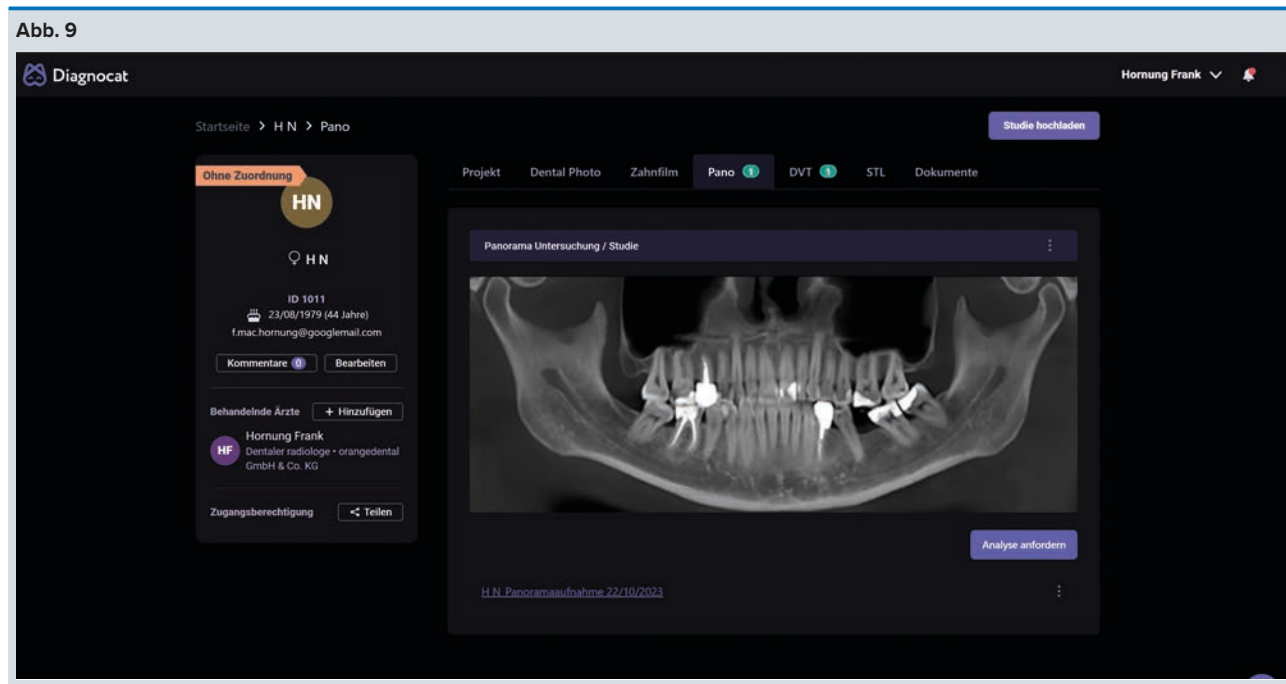 Abb. 9
Diagnocat
Hornung Frank
Startseite > H N > Pano
Studie hochladen
Ohne Zuordnung
HN
H N
ID 1011
23/08/1979 (44 Jahre)
f.mac.hornung@googlemail.com
Kommentare 0 Bearbeiten
Behandelnde Ärzte + Hinzufügen
HF
Hornung Frank
Dentaler radiologe • orangedental
GmbH & Co. KG
Zugangsberechtigung Teilen
Projekt Dental Photo Zahnfilm Pano 1 DVT 1 STL Dokumente
Panorama Untersuchung / Studie
Analyse anfordern
H N Panoramaaufnahme 22/10/2023